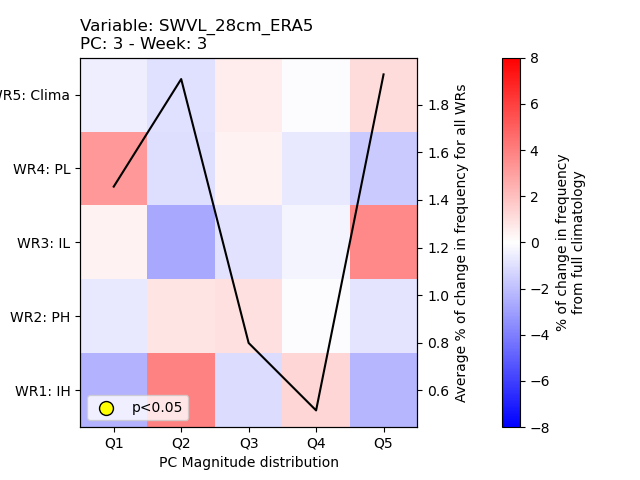 Variable: SWVL_28cm_ERA5
PC: 3 - Week: 3
WR5: Clima
WR4: PL
WR3: IL
WR2: PH
WR1: IH
p<0.05
Q1 Q2 Q3 Q4 Q5
PC Magnitude distribution
1.8
1.6
1.4
1.2
1.0
0.8
0.6
Average % of change in frequency for all WRs
8
6
4
2
0
−2
−4
−6
−8
% of change in frequency
from full climatology